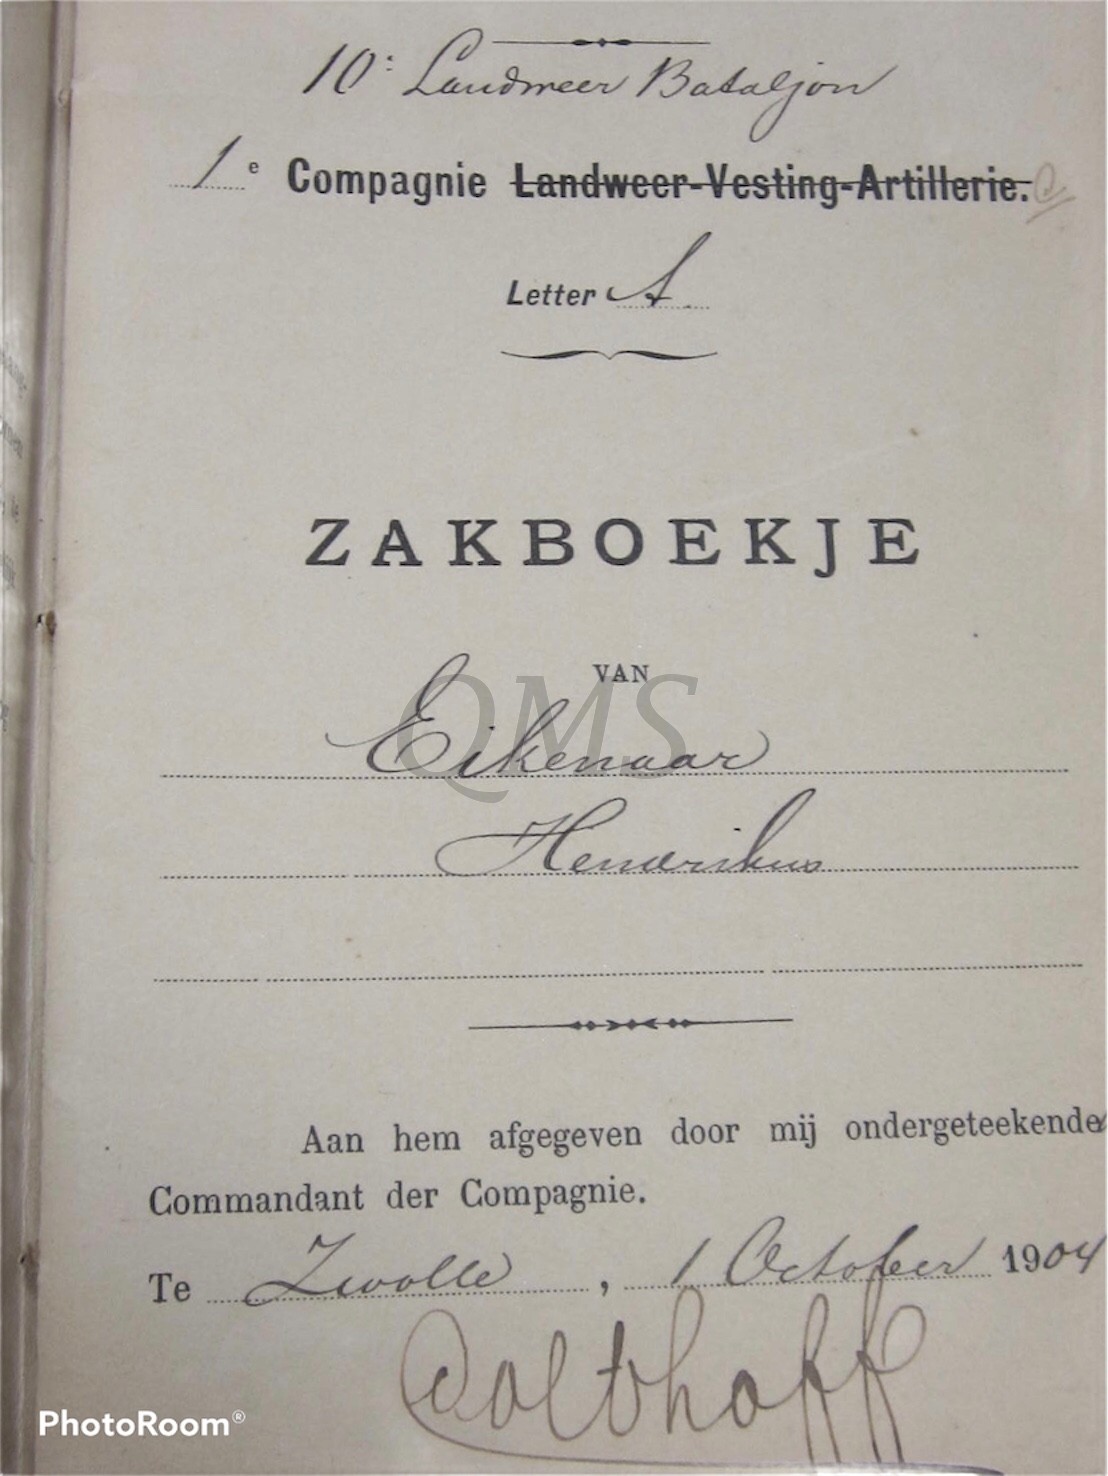 10e Landweer Bataljon
1e Compagnie Landweer-Vesting-Artillerie.
Letter A
ZAKBOEKJE
VAN
QMS
Eikenaar
Hendrikus
Aan hem afgegeven door mij ondergeteekende
Commandant der Compagnie.
Te Zwolle, 1 October 1904
PhotoRoom®